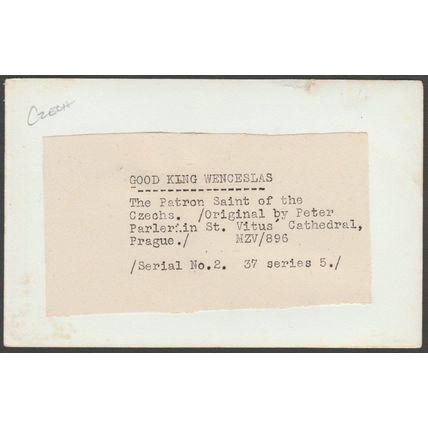 Czech
GOOD KING WENCESLAS
The Patron Saint of the
Czechs. /Original by Peter
Parler.in St. Vitus' Cathedral,
Prague./ MZV/896
/Serial No.2. 37 series 5./